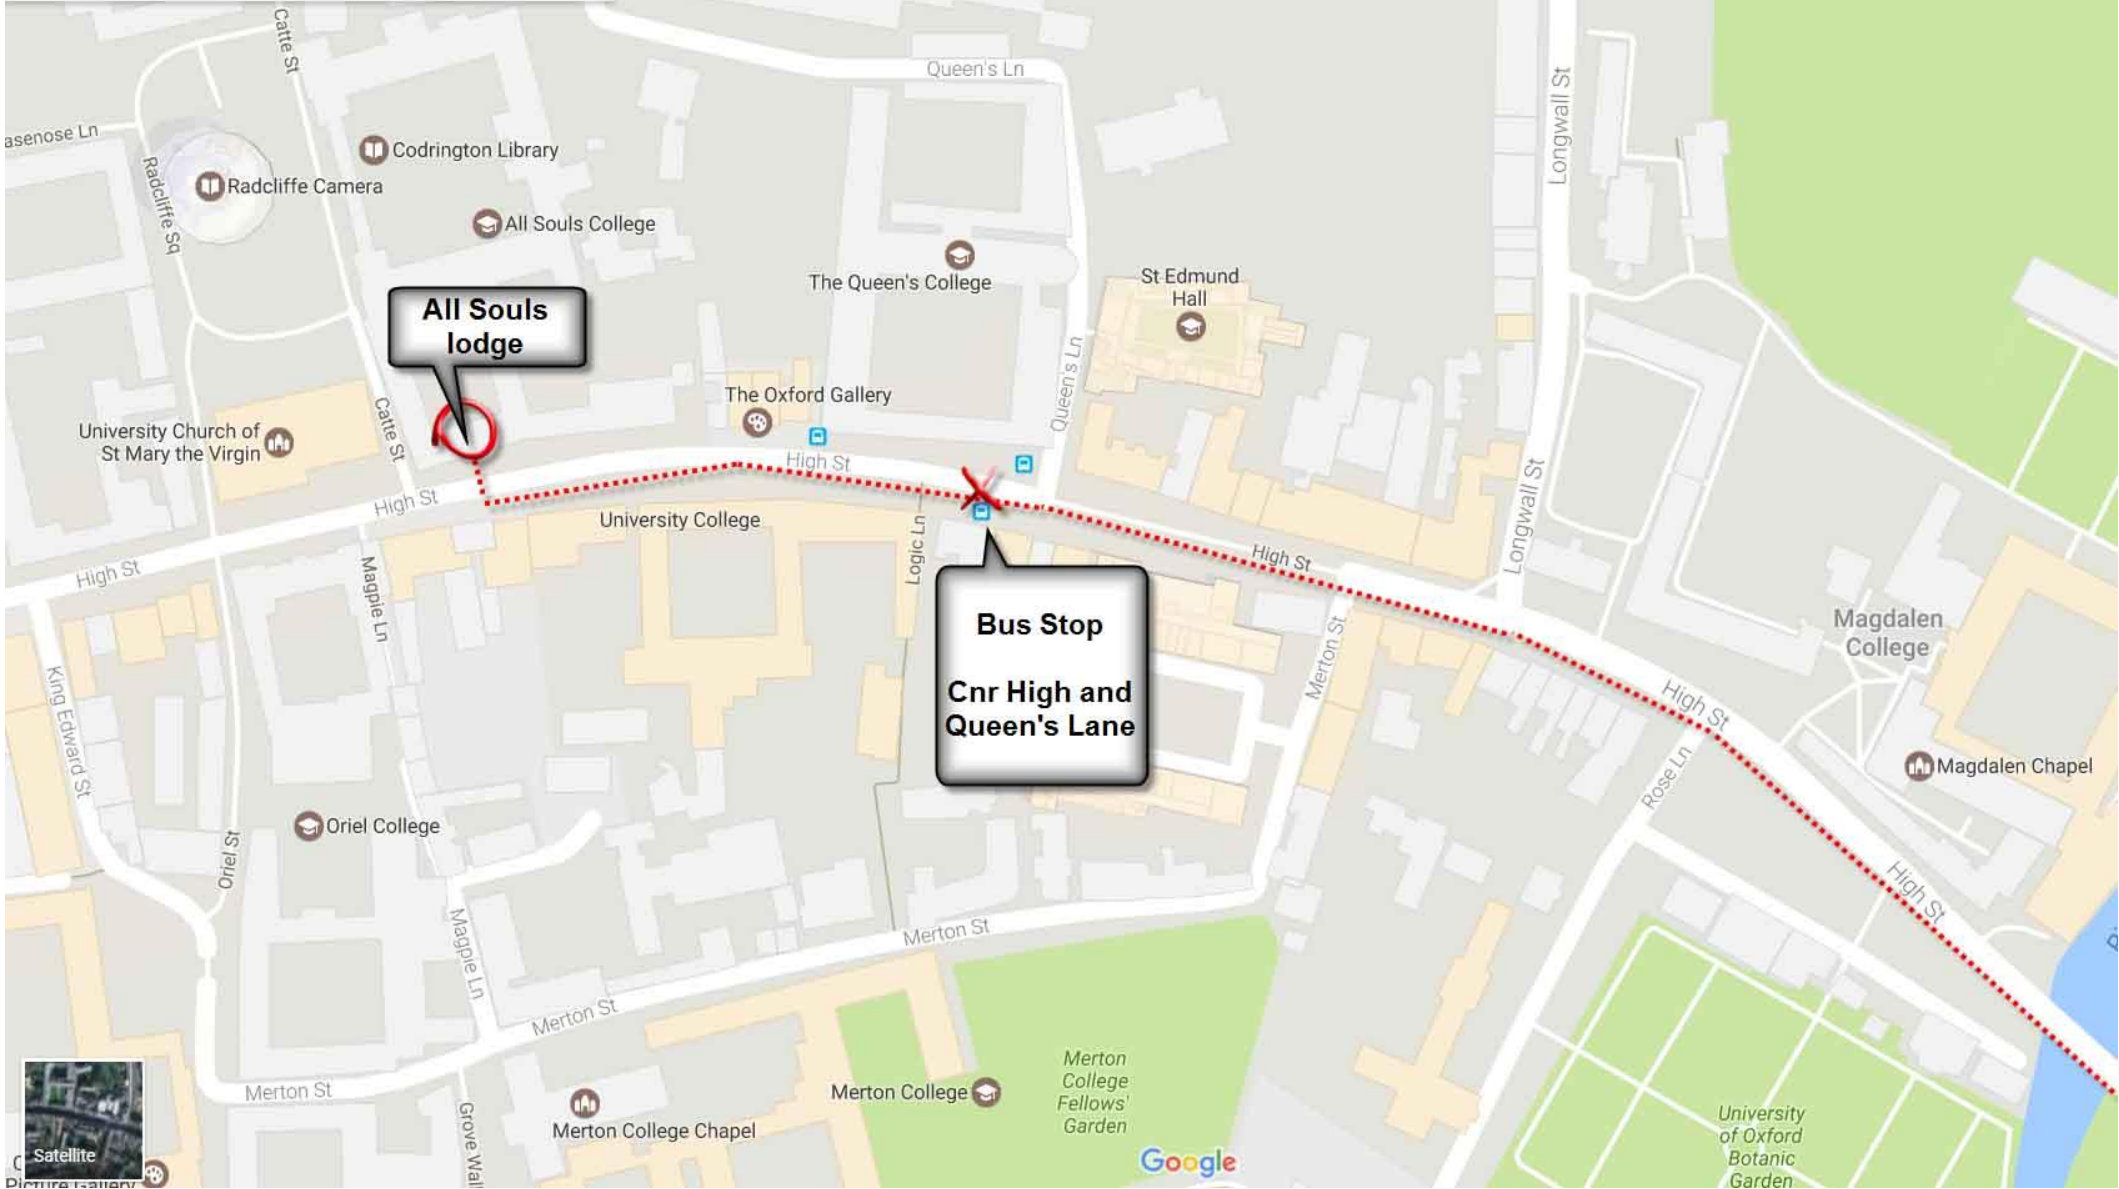 Catte St
Queen's Ln
Longwall St
asenose Ln
Codrington Library
Radcliffe Camera
Radcliffe Sq
All Souls College
The Queen's College
St Edmund
Hall
All Souls
lodge
Queen's Ln
The Oxford Gallery
University Church of
St Mary the Virgin
Catte St
High St
High St
University College
Logic Ln
High St
Longwall St
High St
Magpie Ln
Bus Stop
Cnr High and
Queen's Lane
Merton St
Magdalen
College
King Edward St
High St
Rose Ln
Magdalen Chapel
Oriel College
Oriel St
High St
Magpie Ln
Merton St
Merton St
Merton St
Merton College
Merton
College
Fellows'
Garden
Merton College Chapel
Grove Wal
University
of Oxford
Botanic
Garden
Satellite
Picture Gallery
Google